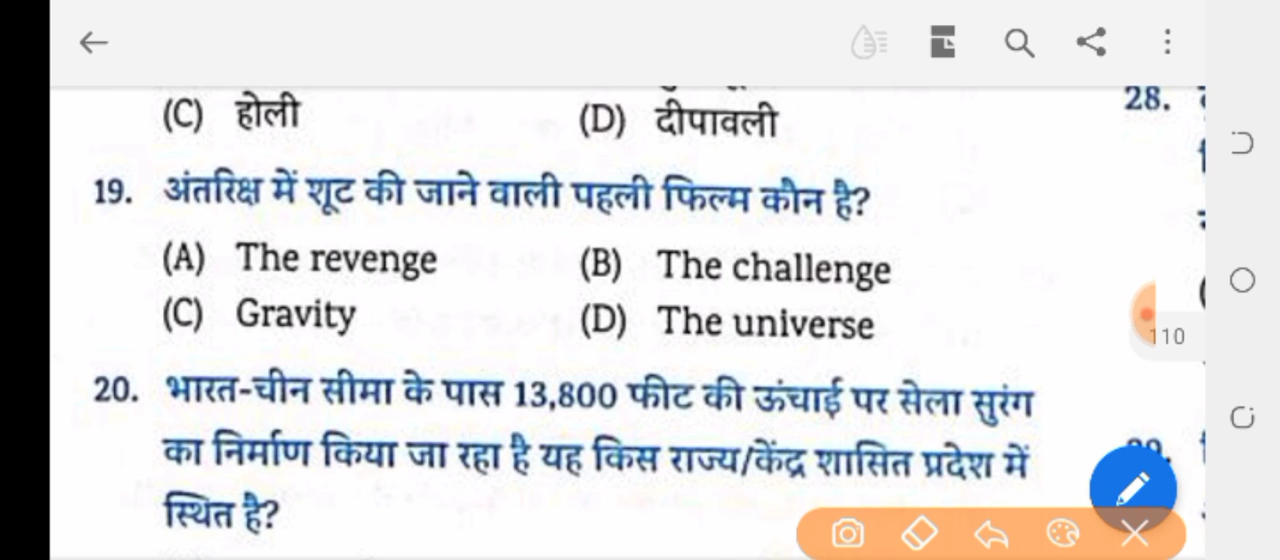 (C) होली (D) दीपावली
28.
19. अंतरिक्ष में शूट की जाने वाली पहली फिल्म कौन है?
(A) The revenge (B) The challenge
(C) Gravity (D) The universe
110
20. भारत-चीन सीमा के पास 13,800 फीट की ऊंचाई पर सेला सुरंग
का निर्माण किया जा रहा है यह किस राज्य/केंद्र शासित प्रदेश में
स्थित है?